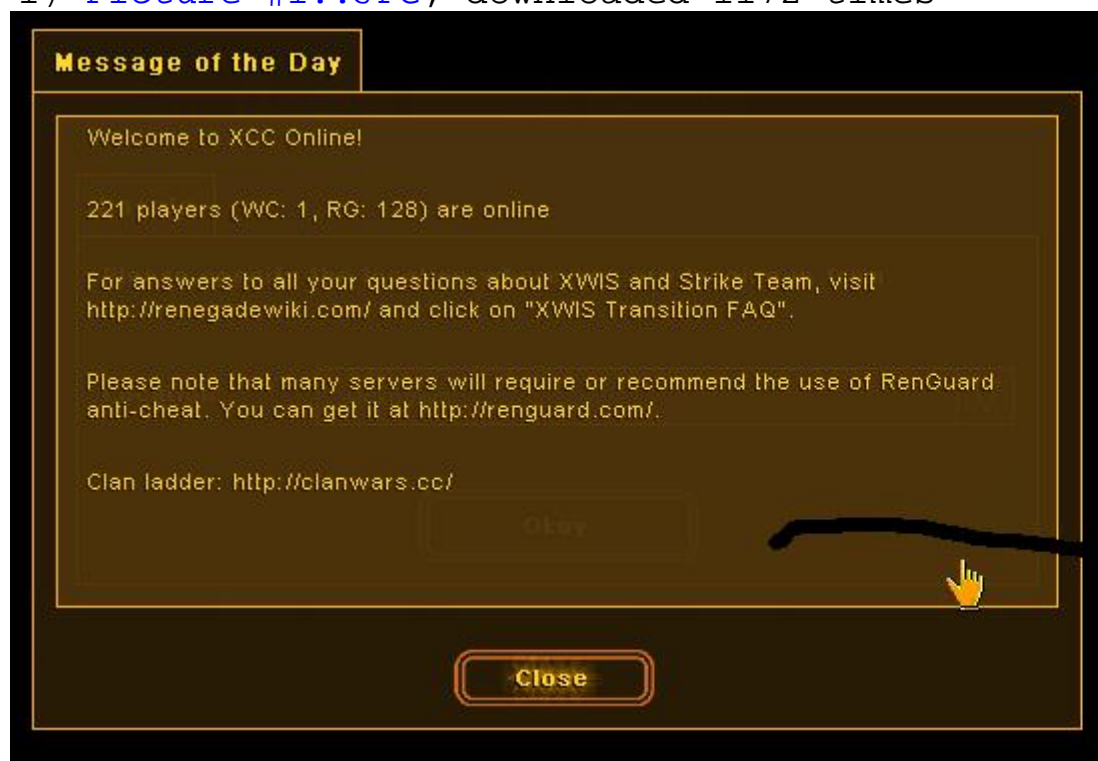 Message of the Day
Welcome to XCC Online!
221 players (WC: 1, RG: 128) are online
For answers to all your questions about XWIS and Strike Team, visit
http://renegadewiki.com/ and click on "XWIS Transition FAQ".
Please note that many servers will require or recommend the use of RenGuard
anti-cheat. You can get it at http://renguard.com/.
Clan ladder: http://clanwars.cc/
Okay
Close